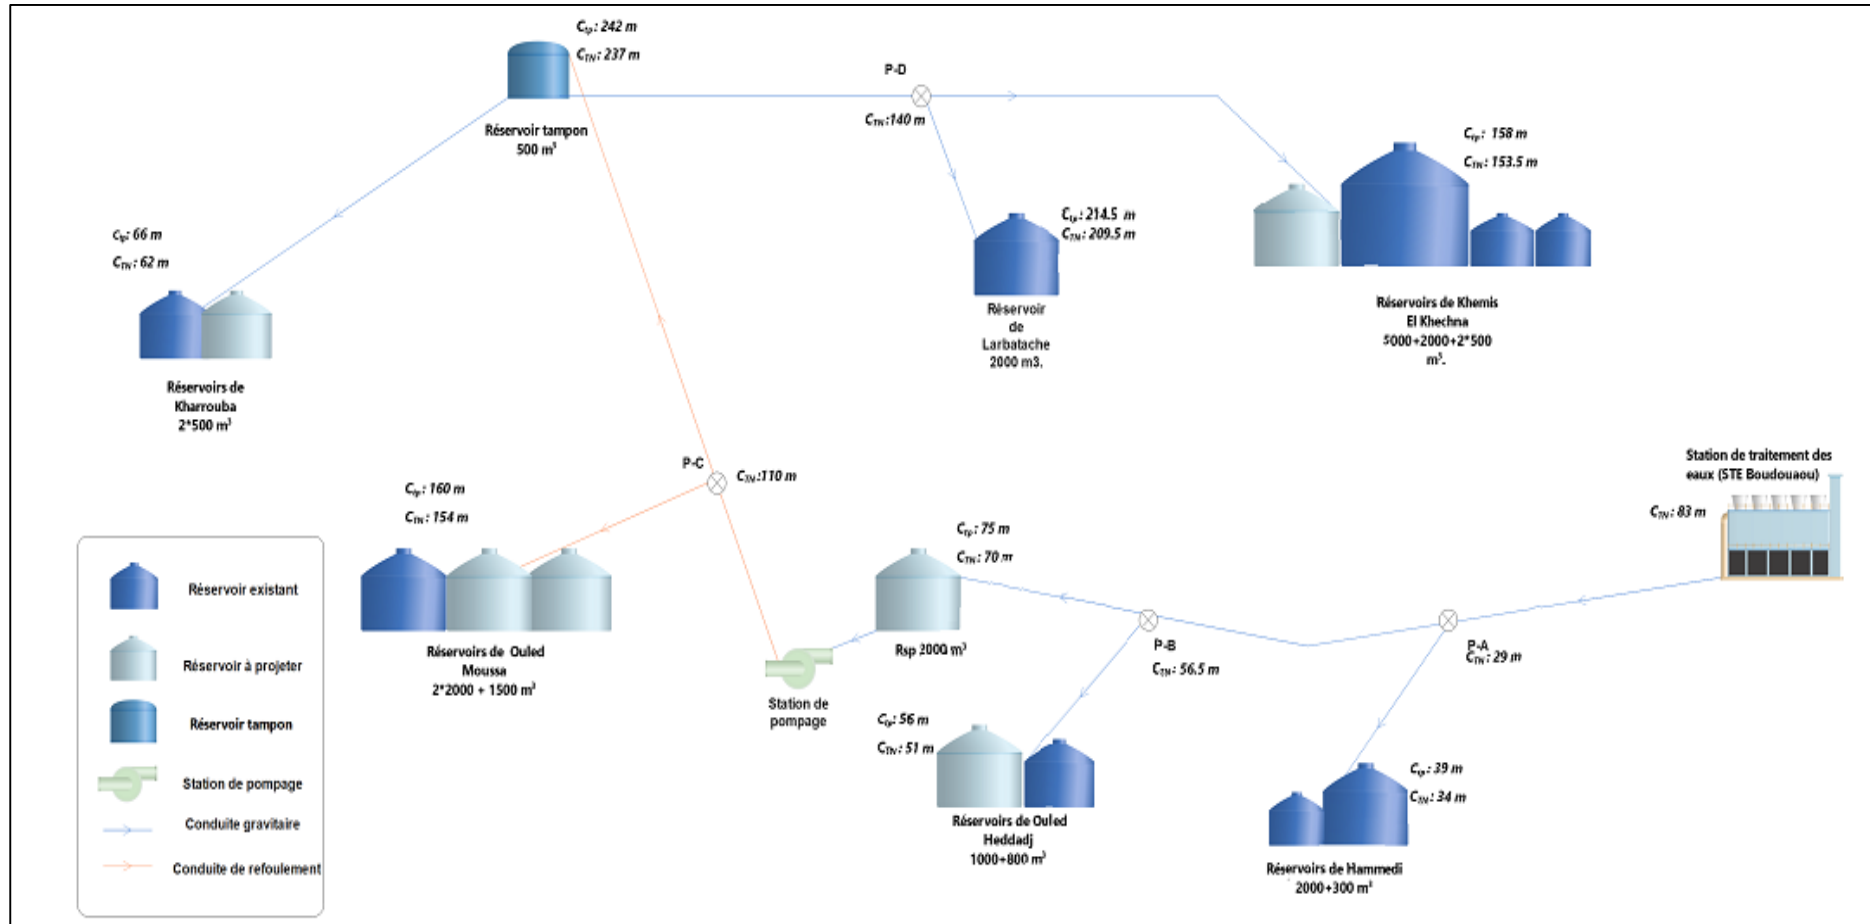 Ctp: 242 m
CTN: 237 m
Réservoir tampon
500 m³
P-D
CTN:140 m
Ctp: 158 m
CTN: 153.5 m
Ctp: 214.5 m
CTN: 209.5 m
Réservoir
de
Larbatache
2000 m3.
Réservoirs de Khemis
El Khechna
5000+2000+2*500
m³.
Ctp: 66 m
CTN: 62 m
Réservoirs de
Kharrouba
2*500 m³
P-C
CTN:110 m
Ctp: 160 m
CTN: 154 m
Réservoirs de Ouled
Moussa
2*2000 + 1500 m³
Station de
pompage
Ctp: 75 m
CTN: 70 m
Rsp 2000 m³
P-B
CTN: 56.5 m
P-A
CTN: 29 m
Station de traitement des
eaux (STE Boudouaou)
CTN: 83 m
Ctp: 56 m
CTN: 51 m
Réservoirs de Ouled
Heddadj
1000+800 m³
Ctp: 39 m
CTN: 34 m
Réservoirs de Hammedi
2000+300 m³
Réservoir existant
Réservoir à projeter
Réservoir tampon
Station de pompage
Conduite gravitaire
Conduite de refoulement